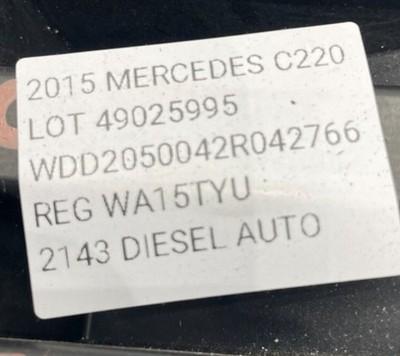 2015 MERCEDES C220
LOT 49025995
WDD2050042R042766
REG WA15TYU
2143 DIESEL AUTO